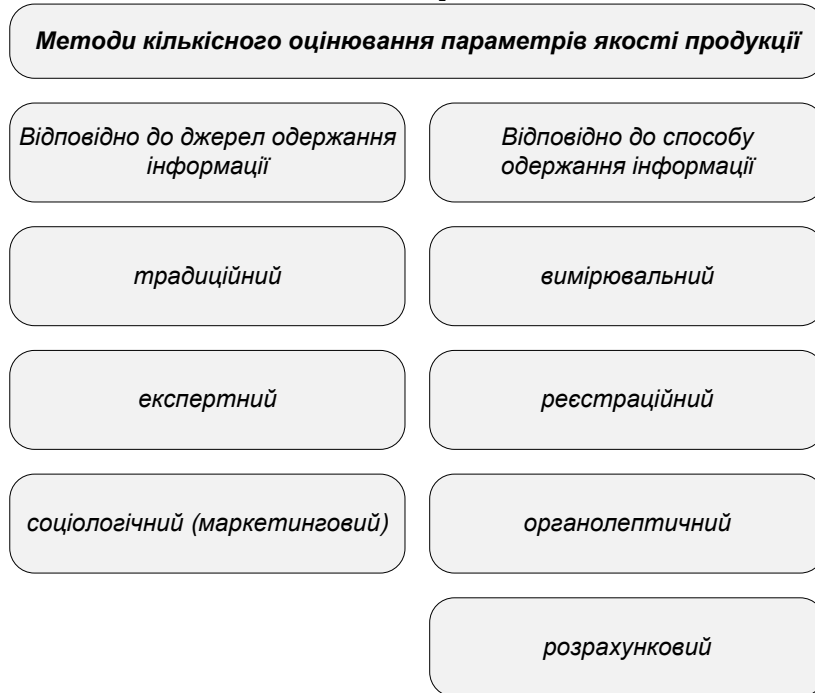 Методи кількісного оцінювання параметрів якості продукції
Відповідно до джерел одержання
інформації
Відповідно до способу
одержання інформації
традиційний
вимірювальний
експертний
реєстраційний
соціологічний (маркетинговий)
органолептичний
розрахунковий